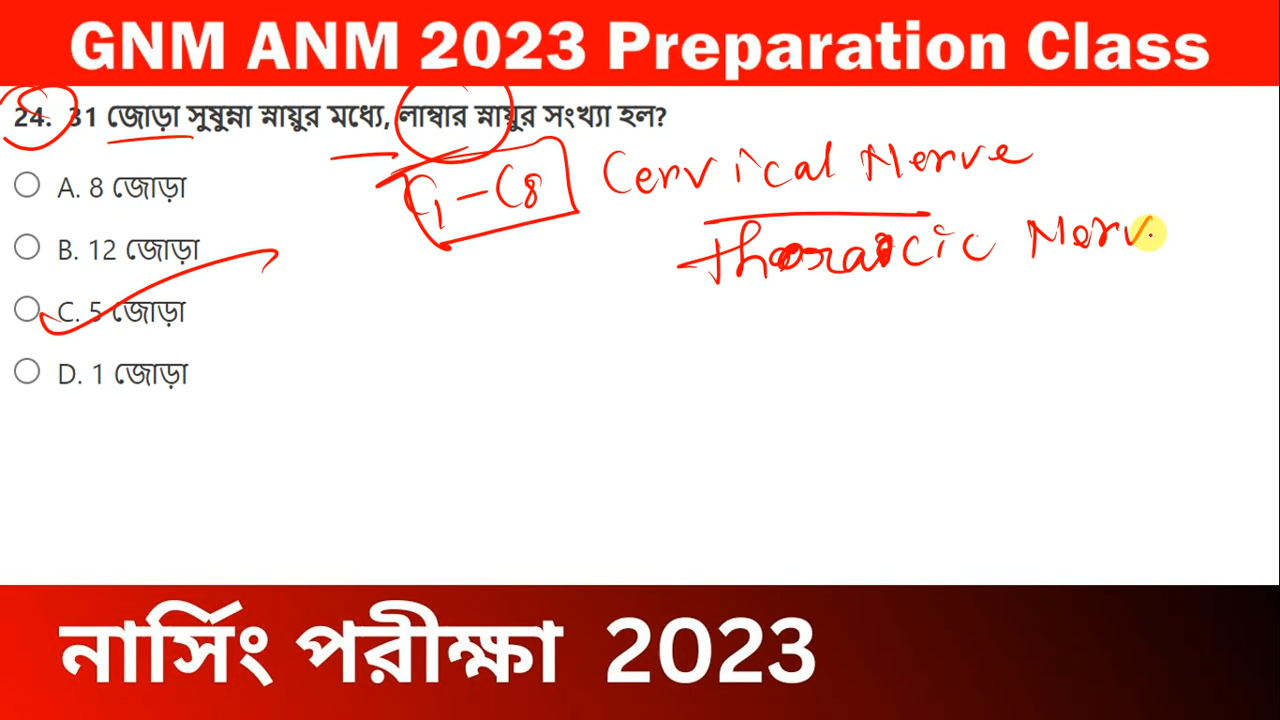 GNM ANM 2023 Preparation Class
24. 31 জোড়া সুষুম্না স্নায়ুর মধ্যে, লাম্বার স্নায়ুর সংখ্যা হল?
C1 – C8 Cervical Nerve
Thoracic Nerv
A. 8 জোড়া
B. 12 জোড়া
C. 5 জোড়া
D. 1 জোড়া
নার্সিং পরীক্ষা 2023